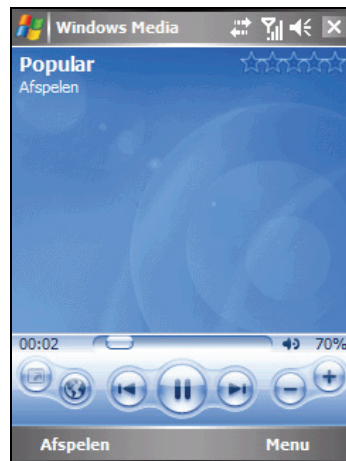 Windows Media
Popular
Afspelen
00:02 70%
Afspelen Menu